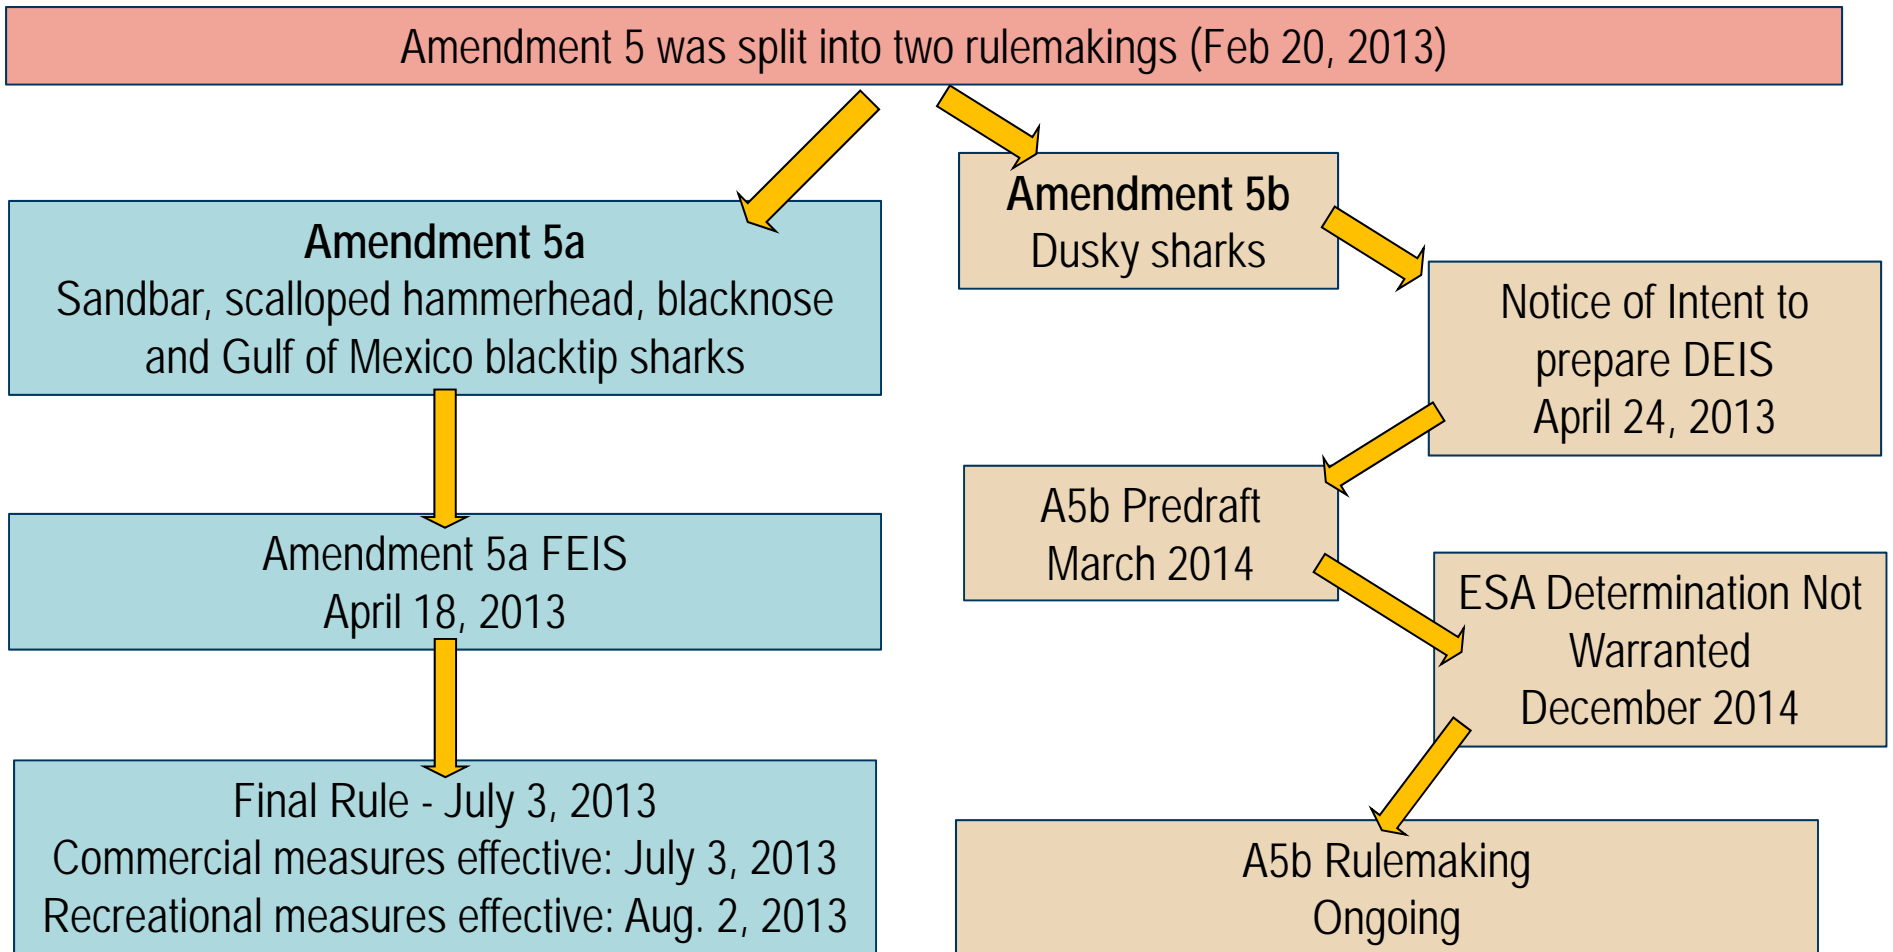 Amendment 5 was split into two rulemakings (Feb 20, 2013)
Amendment 5a
Sandbar, scalloped hammerhead, blacknose
and Gulf of Mexico blacktip sharks
Amendment 5a FEIS
April 18, 2013
Final Rule - July 3, 2013
Commercial measures effective: July 3, 2013
Recreational measures effective: Aug. 2, 2013
Amendment 5b
Dusky sharks
Notice of Intent to
prepare DEIS
April 24, 2013
A5b Predraft
March 2014
ESA Determination Not
Warranted
December 2014
A5b Rulemaking
Ongoing